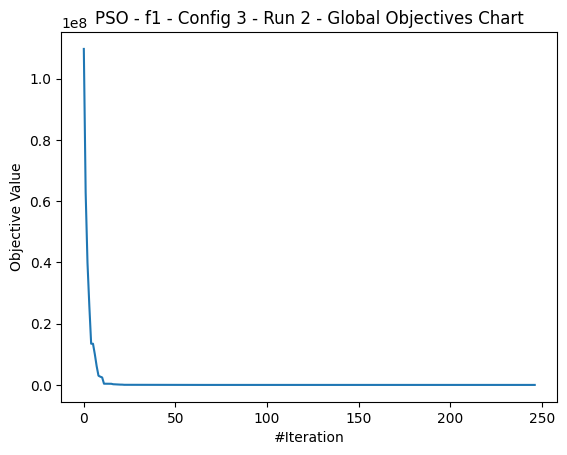 PSO - f1 - Config 3 - Run 2 - Global Objectives Chart
1e8
1.0
0.8
0.6
0.4
0.2
0.0
Objective Value
0 50 100 150 200 250
#Iteration